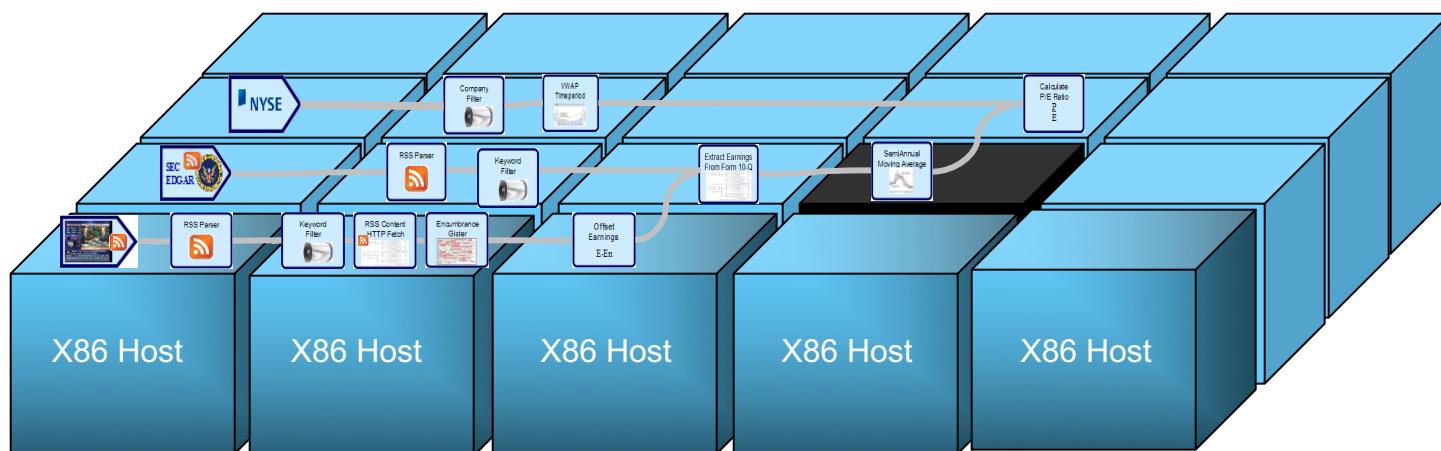 NYSE
Company
Filter
VWAP
Timeperiod
Calculate
P/E Ratio
P
E
SEC
EDGAR
RSS Parser
Keyword
Filter
Extract Earnings
From Form 10-Q
SemiAnnual
Moving Average
RSS Parser
Keyword
Filter
RSS Content
HTTP Fetch
Encumbrance
Gister
Offset
Earnings
E-En
X86 Host
X86 Host
X86 Host
X86 Host
X86 Host